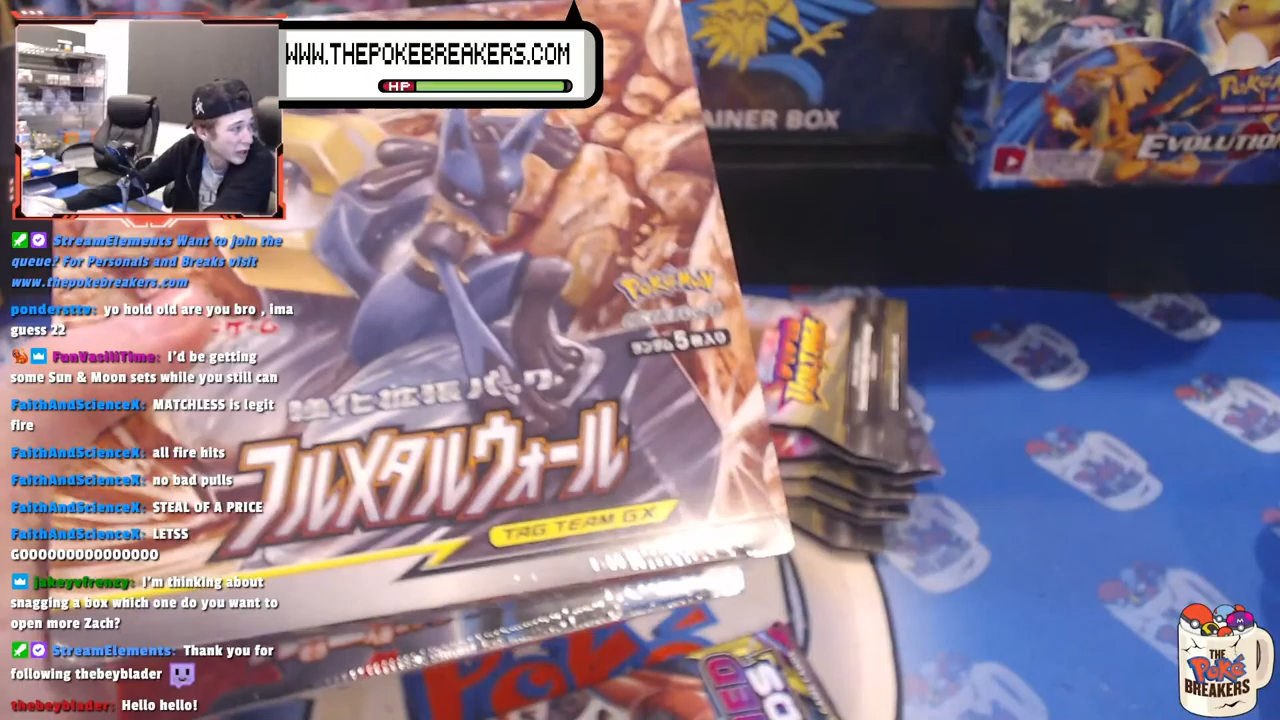 WWW.THEPOKEBREAKERS.COM
HP
AINER BOX
POKÉMON
EVOLUTION
StreamElements Want to join the
queue? For Personals and Breaks visit
www.thepokebreakers.com
pondersttv: yo hold old are you bro , ima
guess 22
FunVasiliTime: I'd be getting
some Sun & Moon sets while you still can
FaithAndScienceX: MATCHLESS is legit
fire
FaithAndScienceX: all fire hits
FaithAndScienceX: no bad pulls
FaithAndScienceX: STEAL OF A PRICE
FaithAndScienceX: LETSS
GOOOOOOOOOOOOOO
jakeyofrenzy: I'm thinking about
snagging a box which one do you want to
open more Zach?
StreamElements: Thank you for
following thebeyblader
thebeyblader: Hello hello!
POKÉMON
ランダム5枚入り
強化拡張パック
フルメタルウォール
TAG TEAM GX
POKÉ
THE
POKÉ
BREAKERS